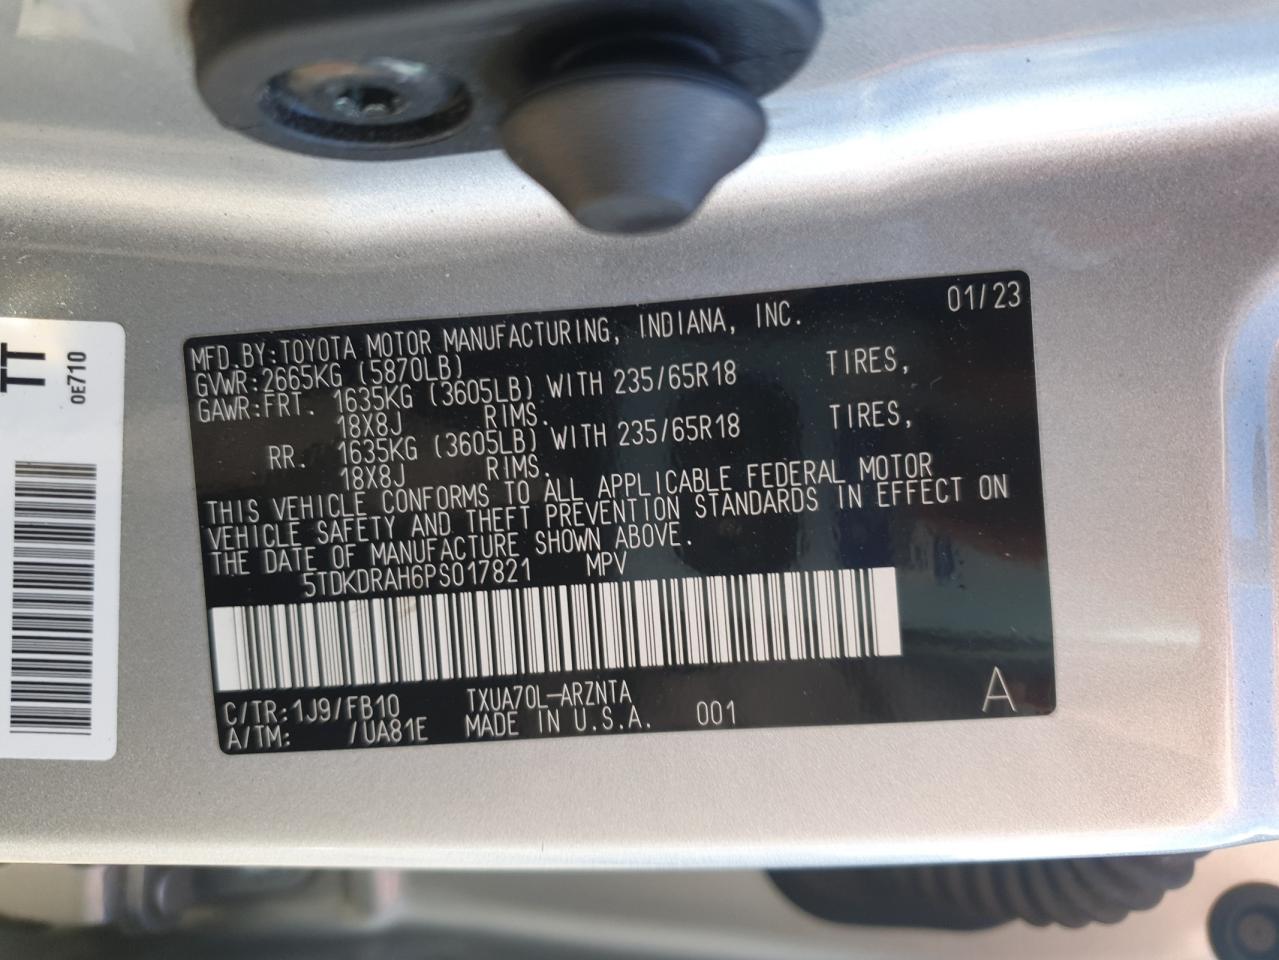 01/23
MFD.BY:TOYOTA MOTOR MANUFACTURING, INDIANA, INC.
GVWR:2665KG (5870LB)
GAWR:FRT. 1635KG (3605LB) WITH 235/65R18 TIRES,
18X8J RIMS.
RR. 1635KG (3605LB) WITH 235/65R18 TIRES,
18X8J RIMS.
THIS VEHICLE CONFORMS TO ALL APPLICABLE FEDERAL MOTOR
VEHICLE SAFETY AND THEFT PREVENTION STANDARDS IN EFFECT ON
THE DATE OF MANUFACTURE SHOWN ABOVE.
5TDKDRAH6PS017821 MPV
C/TR:1J9/FB10 TXUA70L-ARZNTA
A/TM: /UA81E MADE IN U.S.A. 001 A
TT
0E710